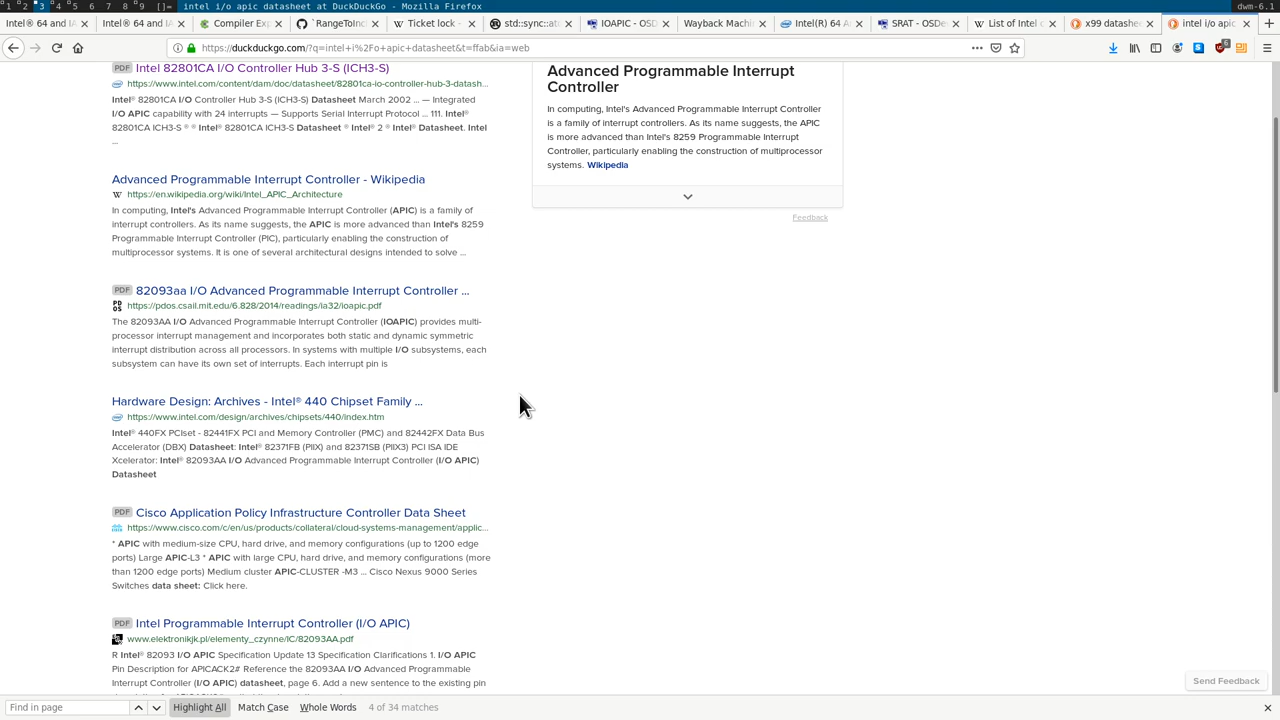 1 2 3 4 5 6 7 8 9 []= intel i/o apic datasheet at DuckDuckGo - Mozilla Firefox dwm-6.1
Intel® 64 and IA Intel® 64 and IA Compiler Exp `RangeToInc Ticket lock - std::sync::ato IOAPIC - OSD Wayback Machi Intel(R) 64 A SRAT - OSDe List of Intel c x99 datashe intel i/o apic
https://duckduckgo.com/?q=intel+i%2Fo+apic+datasheet&t=ffab&ia=web
6
PDF Intel 82801CA I/O Controller Hub 3-S (ICH3-S)
https://www.intel.com/content/dam/doc/datasheet/82801ca-io-controller-hub-3-datash...
Intel® 82801CA I/O Controller Hub 3-S (ICH3-S) Datasheet March 2002 ... — Integrated
I/O APIC capability with 24 interrupts — Supports Serial Interrupt Protocol ... 111. Intel®
82801CA ICH3-S ® ® Intel® 82801CA ICH3-S Datasheet ® Intel® 2 ® Intel® Datasheet. Intel
...
Advanced Programmable Interrupt Controller - Wikipedia
W https://en.wikipedia.org/wiki/Intel_APIC_Architecture
In computing, Intel's Advanced Programmable Interrupt Controller (APIC) is a family of
interrupt controllers. As its name suggests, the APIC is more advanced than Intel's 8259
Programmable Interrupt Controller (PIC), particularly enabling the construction of
multiprocessor systems. It is one of several architectural designs intended to solve ...
PDF 82093aa I/O Advanced Programmable Interrupt Controller ...
PDOS https://pdos.csail.mit.edu/6.828/2014/readings/ia32/ioapic.pdf
The 82093AA I/O Advanced Programmable Interrupt Controller (IOAPIC) provides multi-
processor interrupt management and incorporates both static and dynamic symmetric
interrupt distribution across all processors. In systems with multiple I/O subsystems, each
subsystem can have its own set of interrupts. Each interrupt pin is
Hardware Design: Archives - Intel® 440 Chipset Family ...
https://www.intel.com/design/archives/chipsets/440/index.htm
Intel® 440FX PCIset - 82441FX PCI and Memory Controller (PMC) and 82442FX Data Bus
Accelerator (DBX) Datasheet: Intel® 82371FB (PIIX) and 82371SB (PIIX3) PCI ISA IDE
Xcelerator: Intel® 82093AA I/O Advanced Programmable Interrupt Controller (I/O APIC)
Datasheet
PDF Cisco Application Policy Infrastructure Controller Data Sheet
https://www.cisco.com/c/en/us/products/collateral/cloud-systems-management/applic...
* APIC with medium-size CPU, hard drive, and memory configurations (up to 1200 edge
ports) Large APIC-L3 * APIC with large CPU, hard drive, and memory configurations (more
than 1200 edge ports) Medium cluster APIC-CLUSTER -M3 ... Cisco Nexus 9000 Series
Switches data sheet: Click here.
PDF Intel Programmable Interrupt Controller (I/O APIC)
www.elektronikjk.pl/elementy_czynne/IC/82093AA.pdf
R Intel® 82093 I/O APIC Specification Update 13 Specification Clarifications 1. I/O APIC
Pin Description for APICACK2# Reference the 82093AA I/O Advanced Programmable
Interrupt Controller (I/O APIC) datasheet, page 6. Add a new sentence to the existing pin
Advanced Programmable Interrupt
Controller
In computing, Intel's Advanced Programmable Interrupt Controller
is a family of interrupt controllers. As its name suggests, the APIC
is more advanced than Intel's 8259 Programmable Interrupt
Controller, particularly enabling the construction of multiprocessor
systems. Wikipedia
Feedback
Send Feedback
Find in page Highlight All Match Case Whole Words 4 of 34 matches